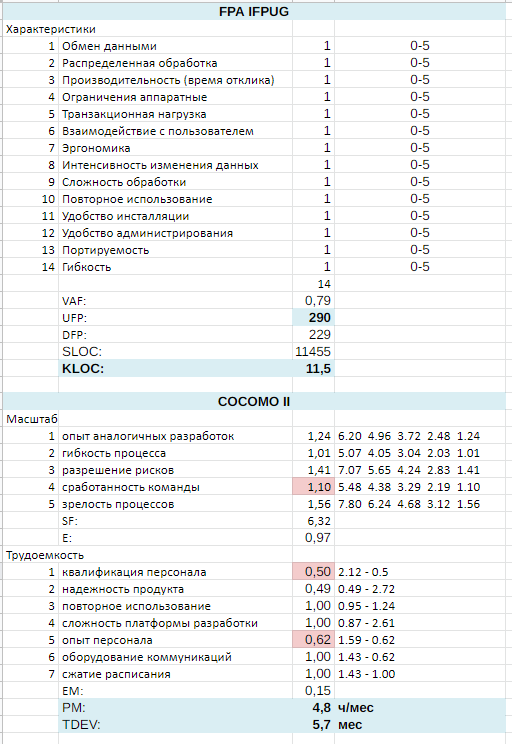 FPA IFPUG
Характеристики
1 Обмен данными 1 0-5
2 Распределенная обработка 1 0-5
3 Производительность (время отклика) 1 0-5
4 Ограничения аппаратные 1 0-5
5 Транзакционная нагрузка 1 0-5
6 Взаимодействие с пользователем 1 0-5
7 Эргономика 1 0-5
8 Интенсивность изменения данных 1 0-5
9 Сложность обработки 1 0-5
10 Повторное использование 1 0-5
11 Удобство инсталляции 1 0-5
12 Удобство администрирования 1 0-5
13 Портируемость 1 0-5
14 Гибкость 1 0-5
14
VAF: 0,79
UFP: 290
DFP: 229
SLOC: 11455
KLOC: 11,5
COCOMO II
Масштаб
1 опыт аналогичных разработок 1,24 6.20 4.96 3.72 2.48 1.24
2 гибкость процесса 1,01 5.07 4.05 3.04 2.03 1.01
3 разрешение рисков 1,41 7.07 5.65 4.24 2.83 1.41
4 сработанность команды 1,10 5.48 4.38 3.29 2.19 1.10
5 зрелость процессов 1,56 7.80 6.24 4.68 3.12 1.56
SF: 6,32
E: 0,97
Трудоемкость
1 квалификация персонала 0,50 2.12 - 0.5
2 надежность продукта 0,49 0.49 - 2.72
3 повторное использование 1,00 0.95 - 1.24
4 сложность платформы разработки 1,00 0.87 - 2.61
5 опыт персонала 0,62 1.59 - 0.62
6 оборудование коммуникаций 1,00 1.43 - 0.62
7 сжатие расписания 1,00 1.43 - 1.00
EM: 0,15
PM: 4,8 ч/мес
TDEV: 5,7 мес